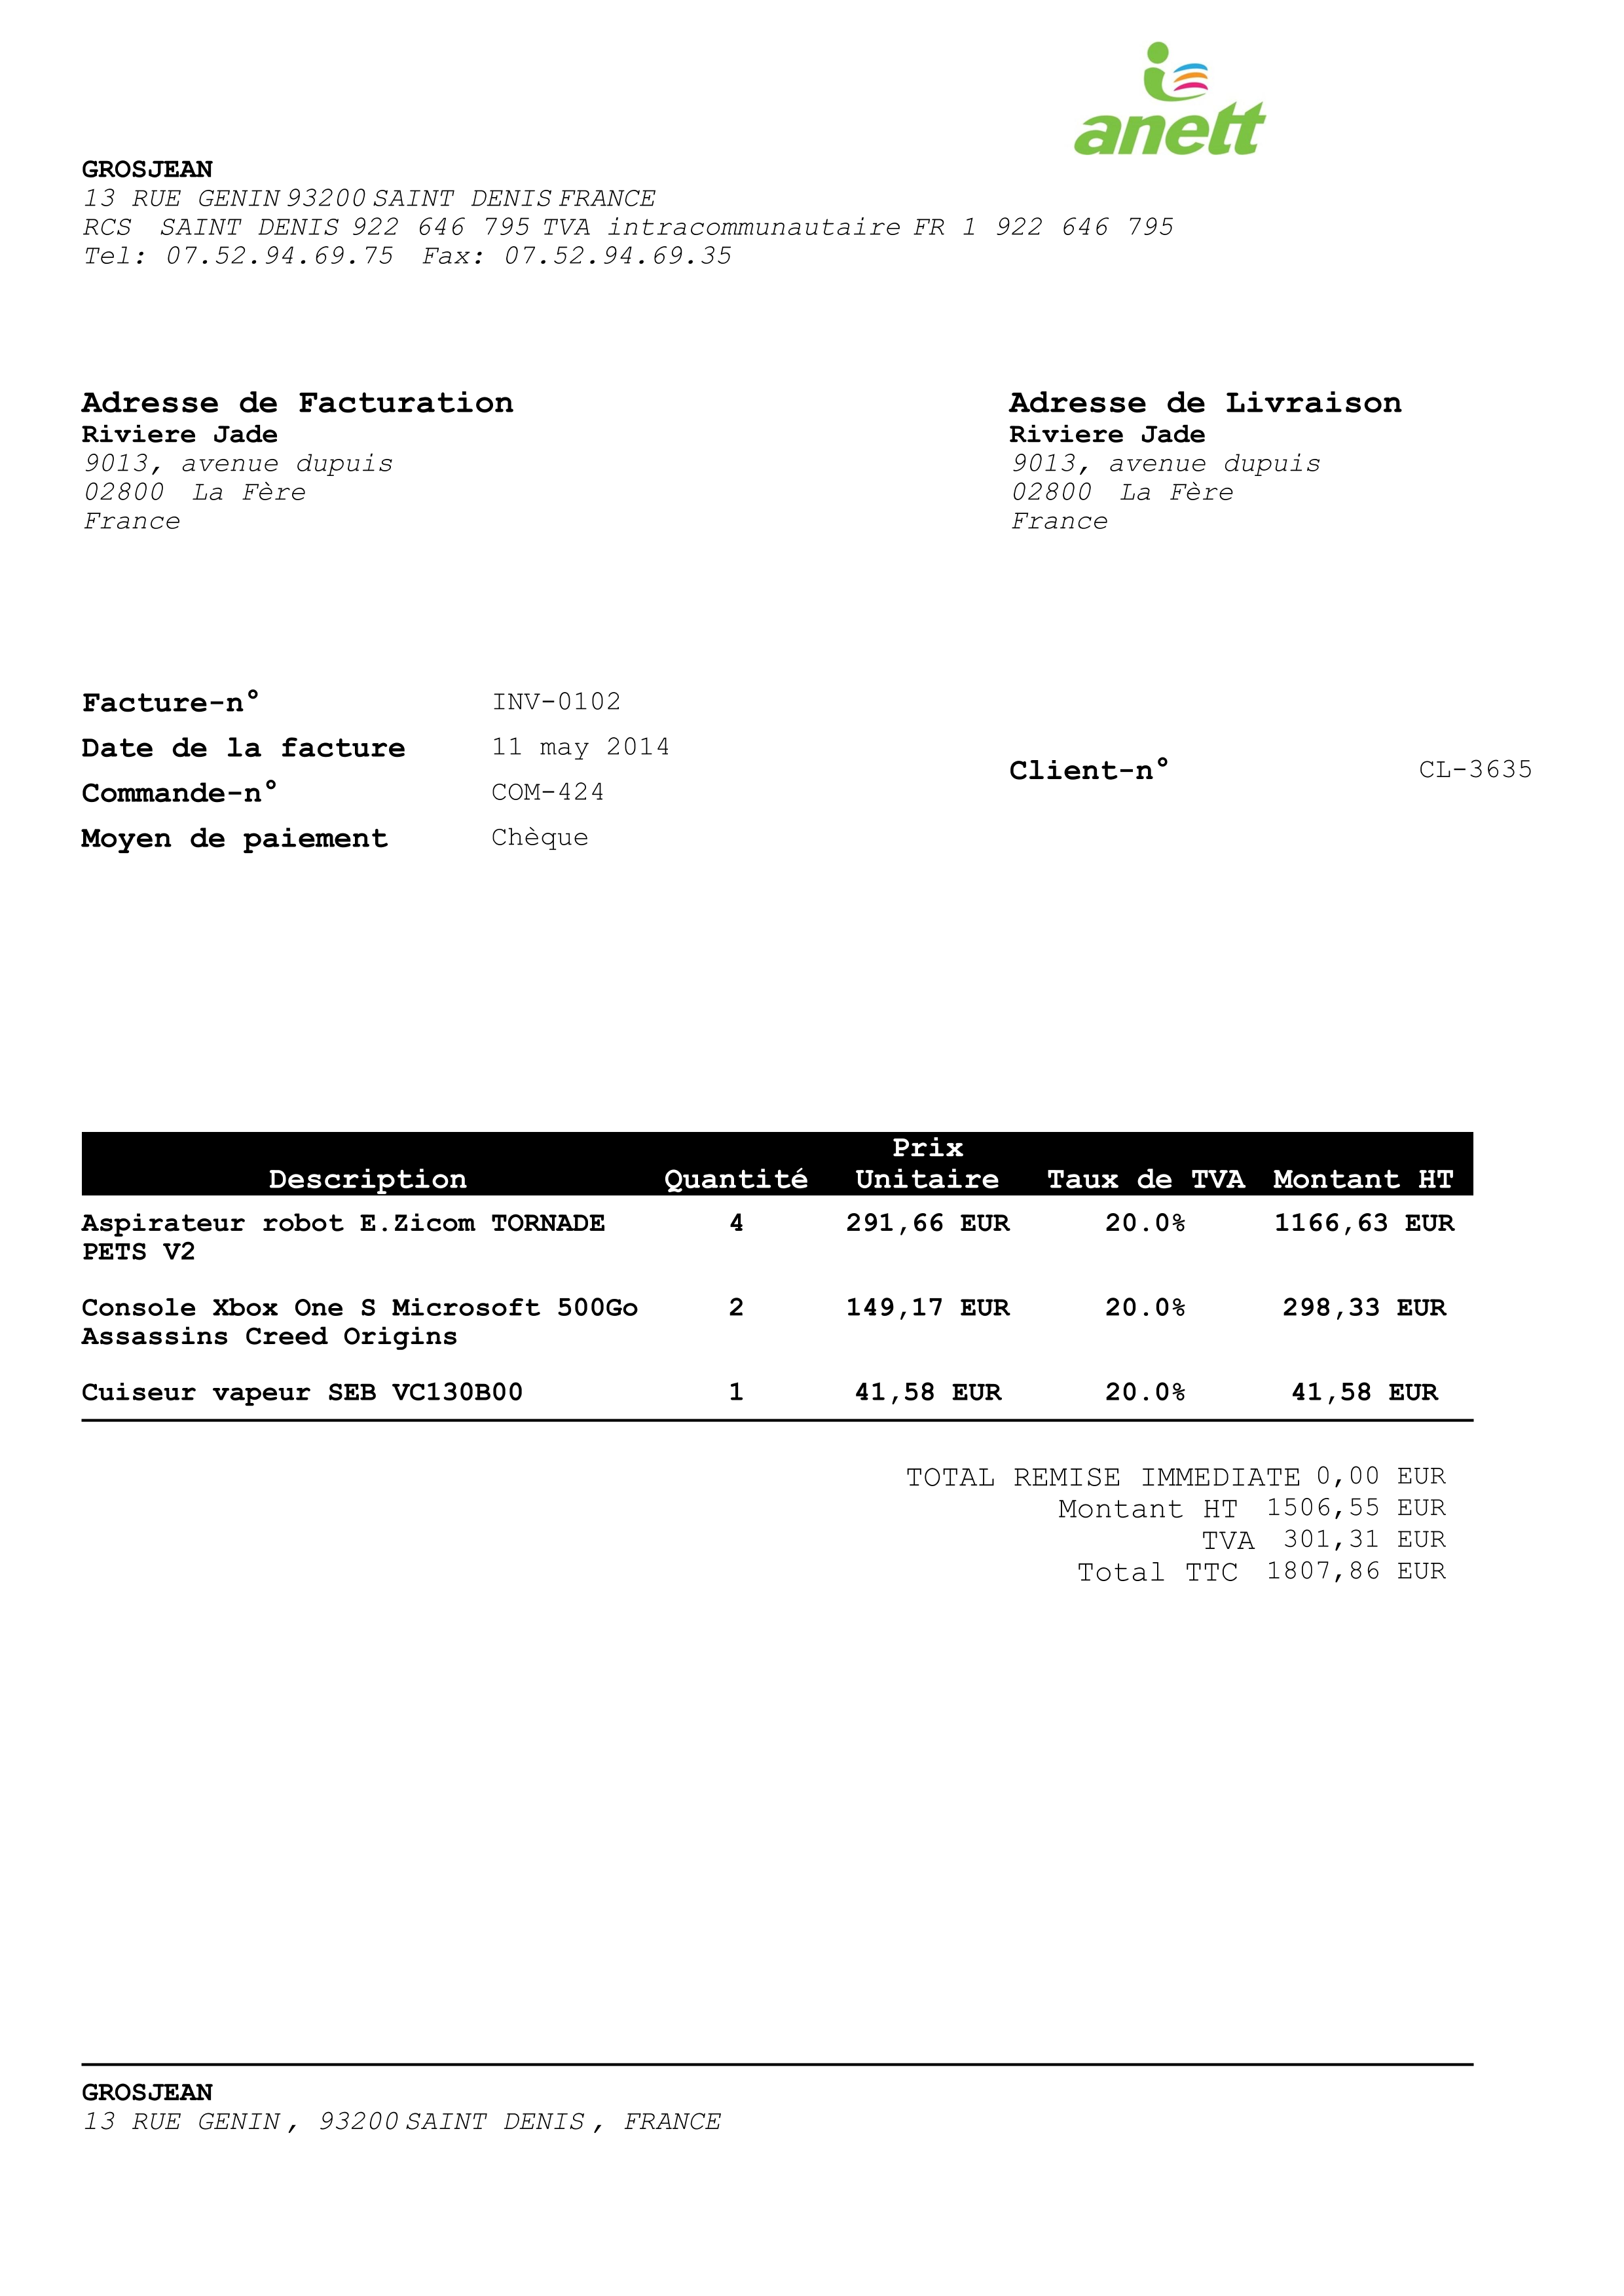 anett
GROSJEAN
13 RUE GENIN 93200 SAINT DENIS FRANCE
RCS SAINT DENIS 922 646 795 TVA intracommunautaire FR 1 922 646 795
Tel: 07.52.94.69.75 Fax: 07.52.94.69.35
Adresse de Facturation
Riviere Jade
9013, avenue dupuis
02800 La Fère
France
Adresse de Livraison
Riviere Jade
9013, avenue dupuis
02800 La Fère
France
Facture-n° INV-0102
Date de la facture 11 may 2014
Commande-n° COM-424
Moyen de paiement Chèque
Client-n° CL-3635
Description Quantité Prix Unitaire Taux de TVA Montant HT
Aspirateur robot E.Zicom TORNADE 4 291,66 EUR 20.0% 1166,63 EUR
PETS V2
Console Xbox One S Microsoft 500Go 2 149,17 EUR 20.0% 298,33 EUR
Assassins Creed Origins
Cuiseur vapeur SEB VC130B00 1 41,58 EUR 20.0% 41,58 EUR
TOTAL REMISE IMMEDIATE 0,00 EUR
Montant HT 1506,55 EUR
TVA 301,31 EUR
Total TTC 1807,86 EUR
GROSJEAN
13 RUE GENIN , 93200 SAINT DENIS , FRANCE